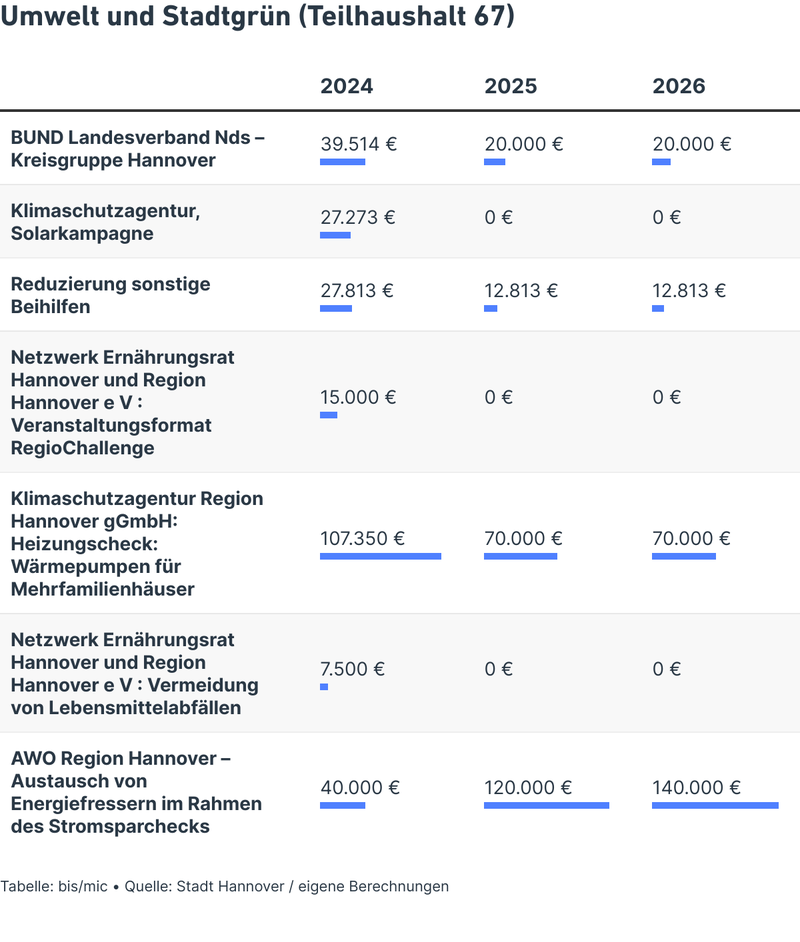 Umwelt und Stadtgrün (Teilhaushalt 67)
2024 2025 2026
BUND Landesverband Nds –
Kreisgruppe Hannover
39.514 € 20.000 € 20.000 €
Klimaschutzagentur,
Solarkampagne
27.273 € 0 € 0 €
Reduzierung sonstige
Beihilfen
27.813 € 12.813 € 12.813 €
Netzwerk Ernährungsrat
Hannover und Region
Hannover e V :
Veranstaltungsformat
RegioChallenge
15.000 € 0 € 0 €
Klimaschutzagentur Region
Hannover gGmbH:
Heizungscheck:
Wärmepumpen für
Mehrfamilienhäuser
107.350 € 70.000 € 70.000 €
Netzwerk Ernährungsrat
Hannover und Region
Hannover e V : Vermeidung
von Lebensmittelabfällen
7.500 € 0 € 0 €
AWO Region Hannover –
Austausch von
Energiefressern im Rahmen
des Stromsparchecks
40.000 € 120.000 € 140.000 €
Tabelle: bis/mic • Quelle: Stadt Hannover / eigene Berechnungen